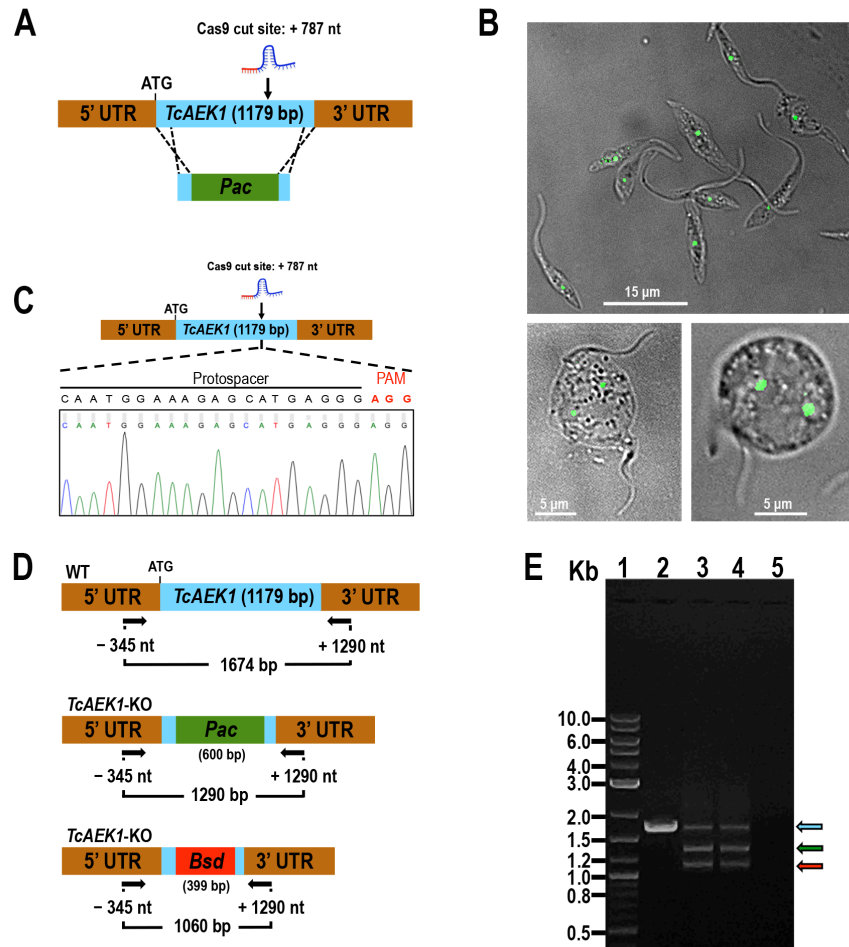 A
Cas9 cut site: + 787 nt
ATG
5' UTR TcAEK1 (1179 bp) 3' UTR
Pac
B
15 µm
5 µm
5 µm
C
Cas9 cut site: + 787 nt
ATG
5' UTR TcAEK1 (1179 bp) 3' UTR
Protospacer PAM
C A A T G G A A A G A G C A T G A G G G A G G
C A A T G G A A A G A G C A T G A G G G A G G
D
WT
ATG
5' UTR TcAEK1 (1179 bp) 3' UTR
– 345 nt + 1290 nt
1674 bp
TcAEK1-KO
5' UTR Pac 3' UTR
(600 bp)
– 345 nt + 1290 nt
1290 bp
TcAEK1-KO
5' UTR Bsd 3' UTR
(399 bp)
– 345 nt + 1290 nt
1060 bp
E
Kb 1 2 3 4 5
10.0
6.0
4.0
3.0
2.0
1.5
1.2
1.0
0.8
0.5